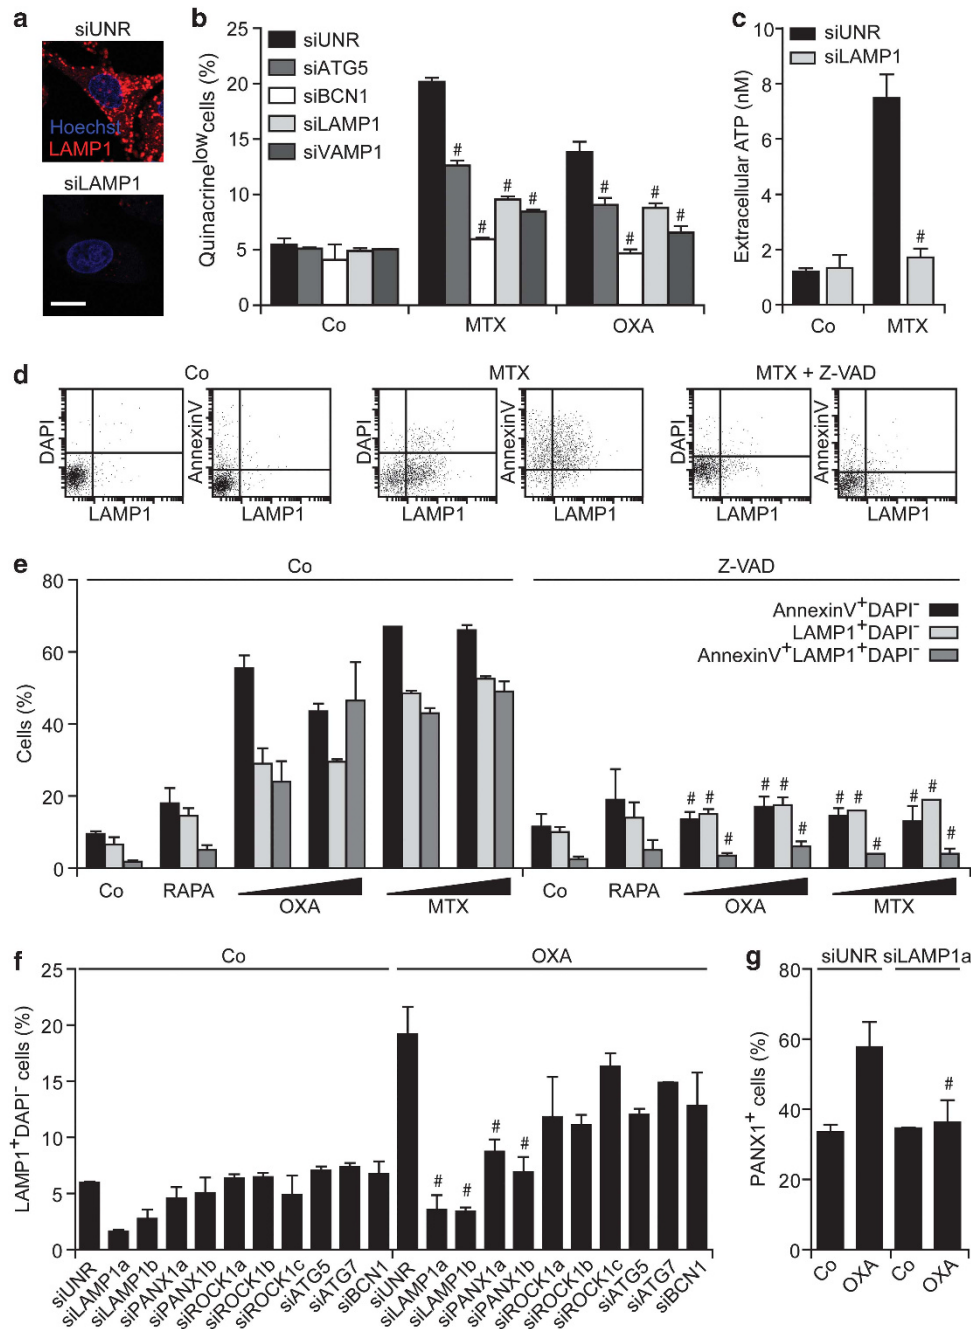 a
siUNR
Hoechst
LAMP1
siLAMP1
b
Quinacrine^low cells (%)
25
20
15
10
5
0
siUNR
siATG5
siBCN1
siLAMP1
siVAMP1
# # # #
# # # #
Co MTX OXA
c
Extracellular ATP (nM)
10
8
6
4
2
0
siUNR
siLAMP1
#
Co MTX
d
Co MTX MTX + Z-VAD
DAPI AnnexinV DAPI AnnexinV DAPI AnnexinV
LAMP1 LAMP1 LAMP1 LAMP1 LAMP1 LAMP1
e
Co Z-VAD
Cells (%)
80
60
40
20
0
AnnexinV⁺DAPI⁻
LAMP1⁺DAPI⁻
AnnexinV⁺LAMP1⁺DAPI⁻
# # # # # # # # # # # #
Co RAPA OXA MTX Co RAPA OXA MTX
f
Co OXA
LAMP1⁺DAPI⁻ cells (%)
25
20
15
10
5
0
# # # #
siUNR siLAMP1a siLAMP1b siPANX1a siPANX1b siROCK1a siROCK1b siROCK1c siATG5 siATG7 siBCN1 siUNR siLAMP1a siLAMP1b siPANX1a siPANX1b siROCK1a siROCK1b siROCK1c siATG5 siATG7 siBCN1
g
siUNR siLAMP1a
PANX1⁺ cells (%)
80
60
40
20
0
#
Co OXA Co OXA